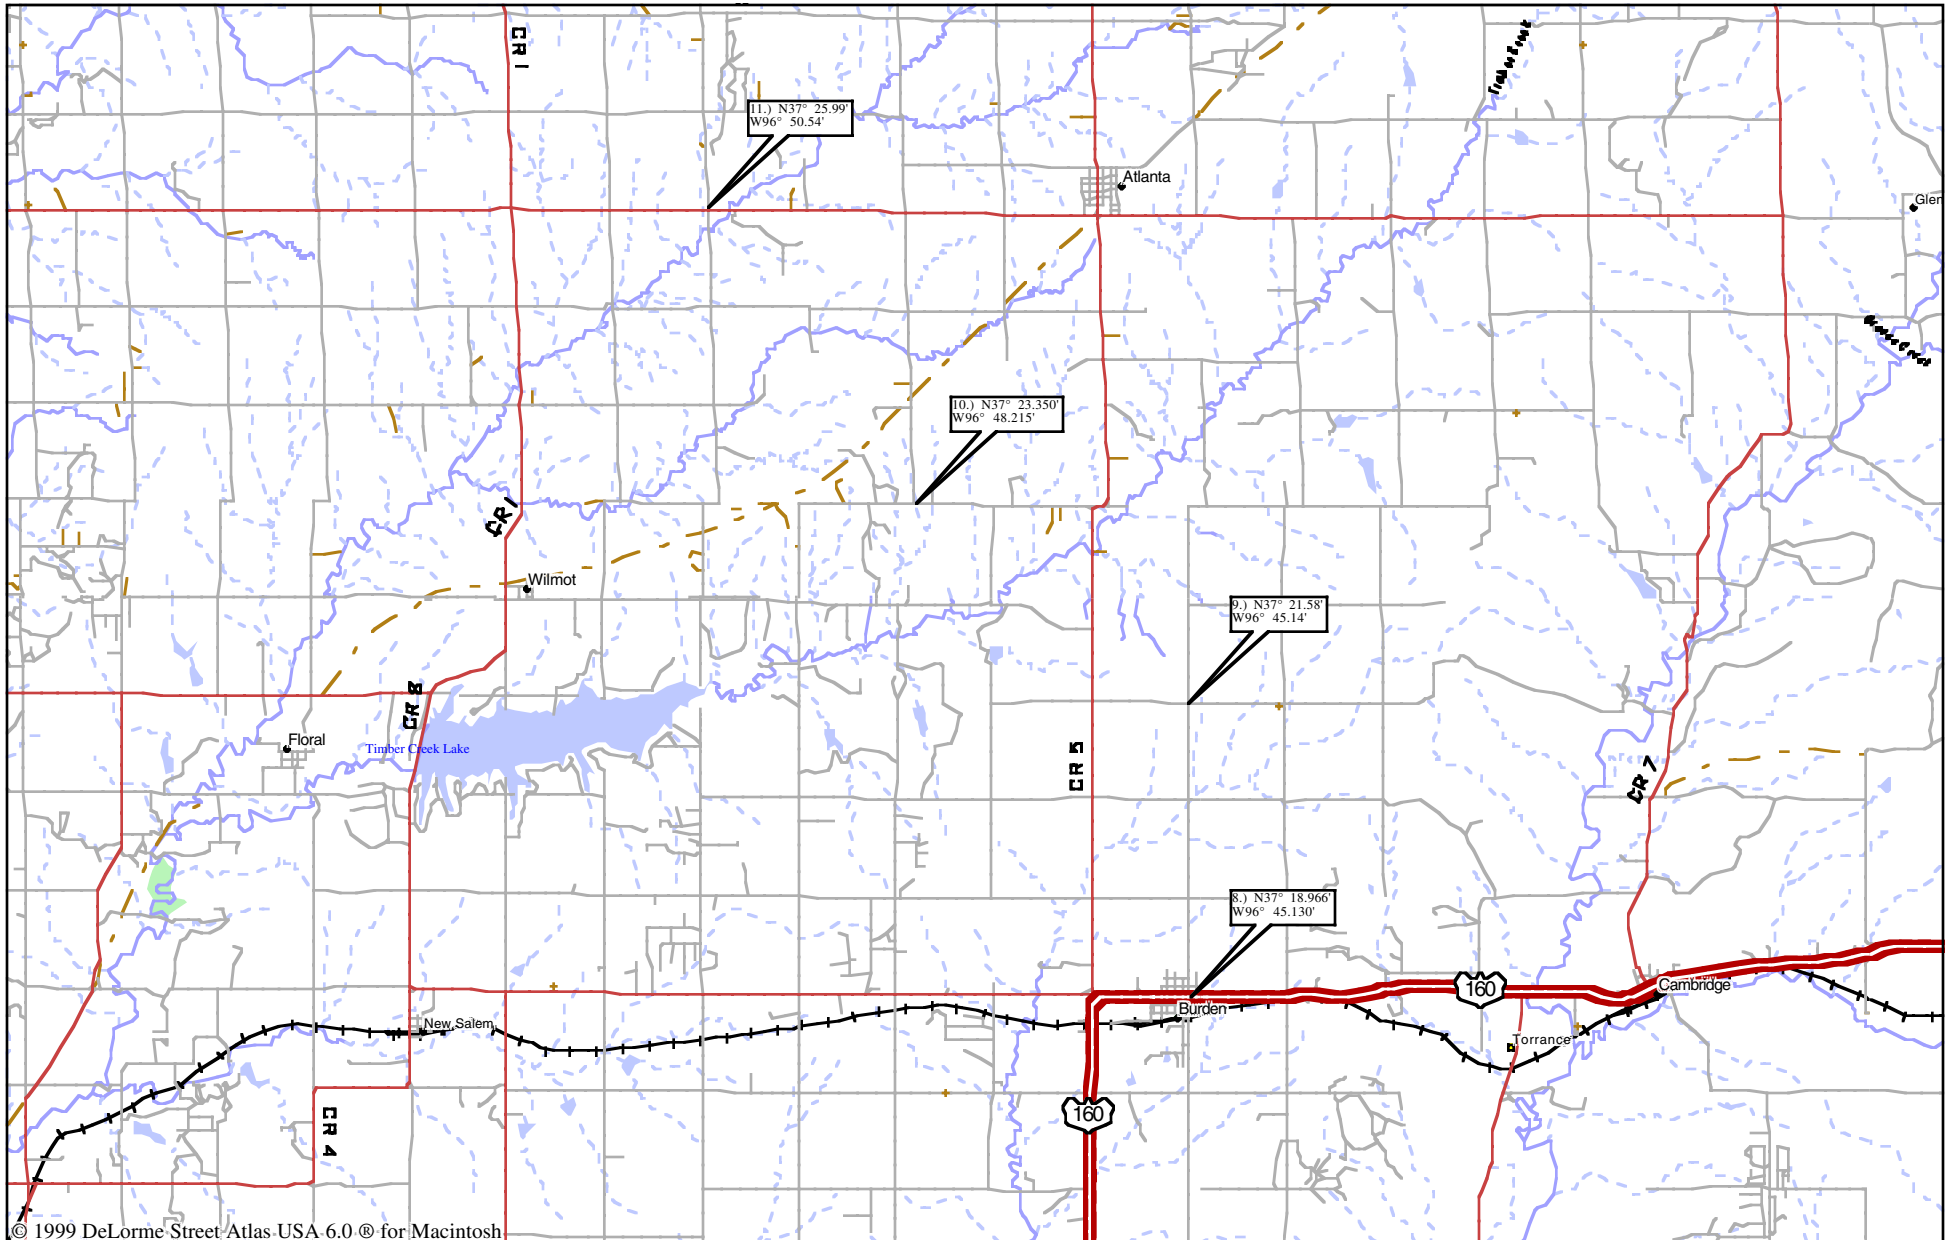 CR 1
11.) N37° 25.99'
W96° 50.54'
Atlanta
Glen
10.) N37° 23.350'
W96° 48.215'
CR 1
Wilmot
9.) N37° 21.58'
W96° 45.14'
CR 8
Floral
Timber Creek Lake
CR 5
CR 7
8.) N37° 18.966'
W96° 45.130'
160
Cambridge
Burden
New Salem
Torrance
160
CR 4
© 1999 DeLorme Street Atlas USA 6.0 ® for Macintosh